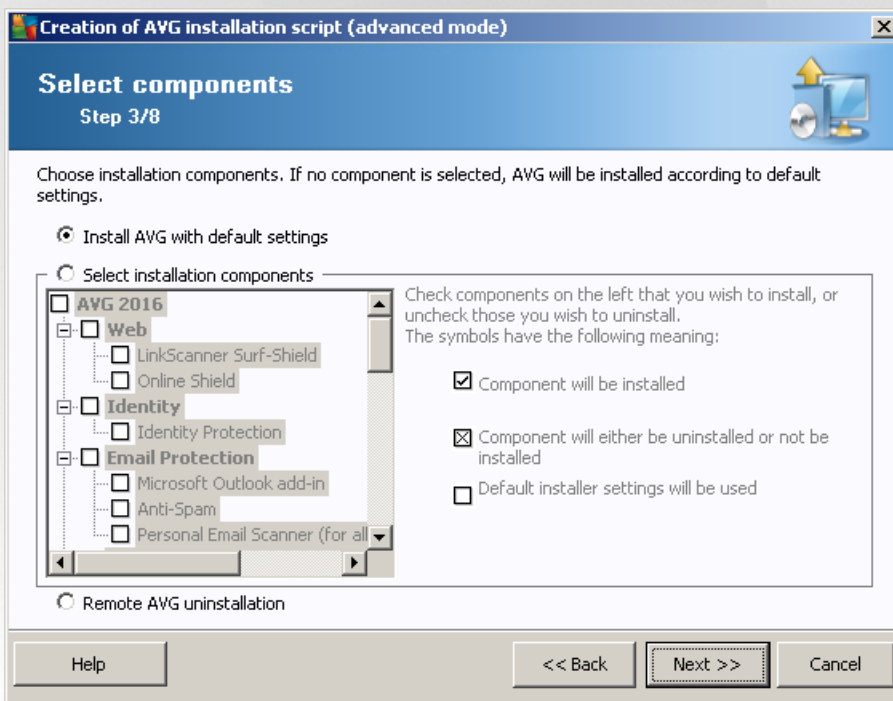 Creation of AVG installation script (advanced mode)
Select components
Step 3/8
Choose installation components. If no component is selected, AVG will be installed according to default
settings.
Install AVG with default settings
Select installation components
AVG 2016
Web
LinkScanner Surf-Shield
Online Shield
Identity
Identity Protection
Email Protection
Microsoft Outlook add-in
Anti-Spam
Personal Email Scanner (for all
Check components on the left that you wish to install, or
uncheck those you wish to uninstall.
The symbols have the following meaning:
Component will be installed
Component will either be uninstalled or not be
installed
Default installer settings will be used
Remote AVG uninstallation
Help
<< Back
Next >>
Cancel